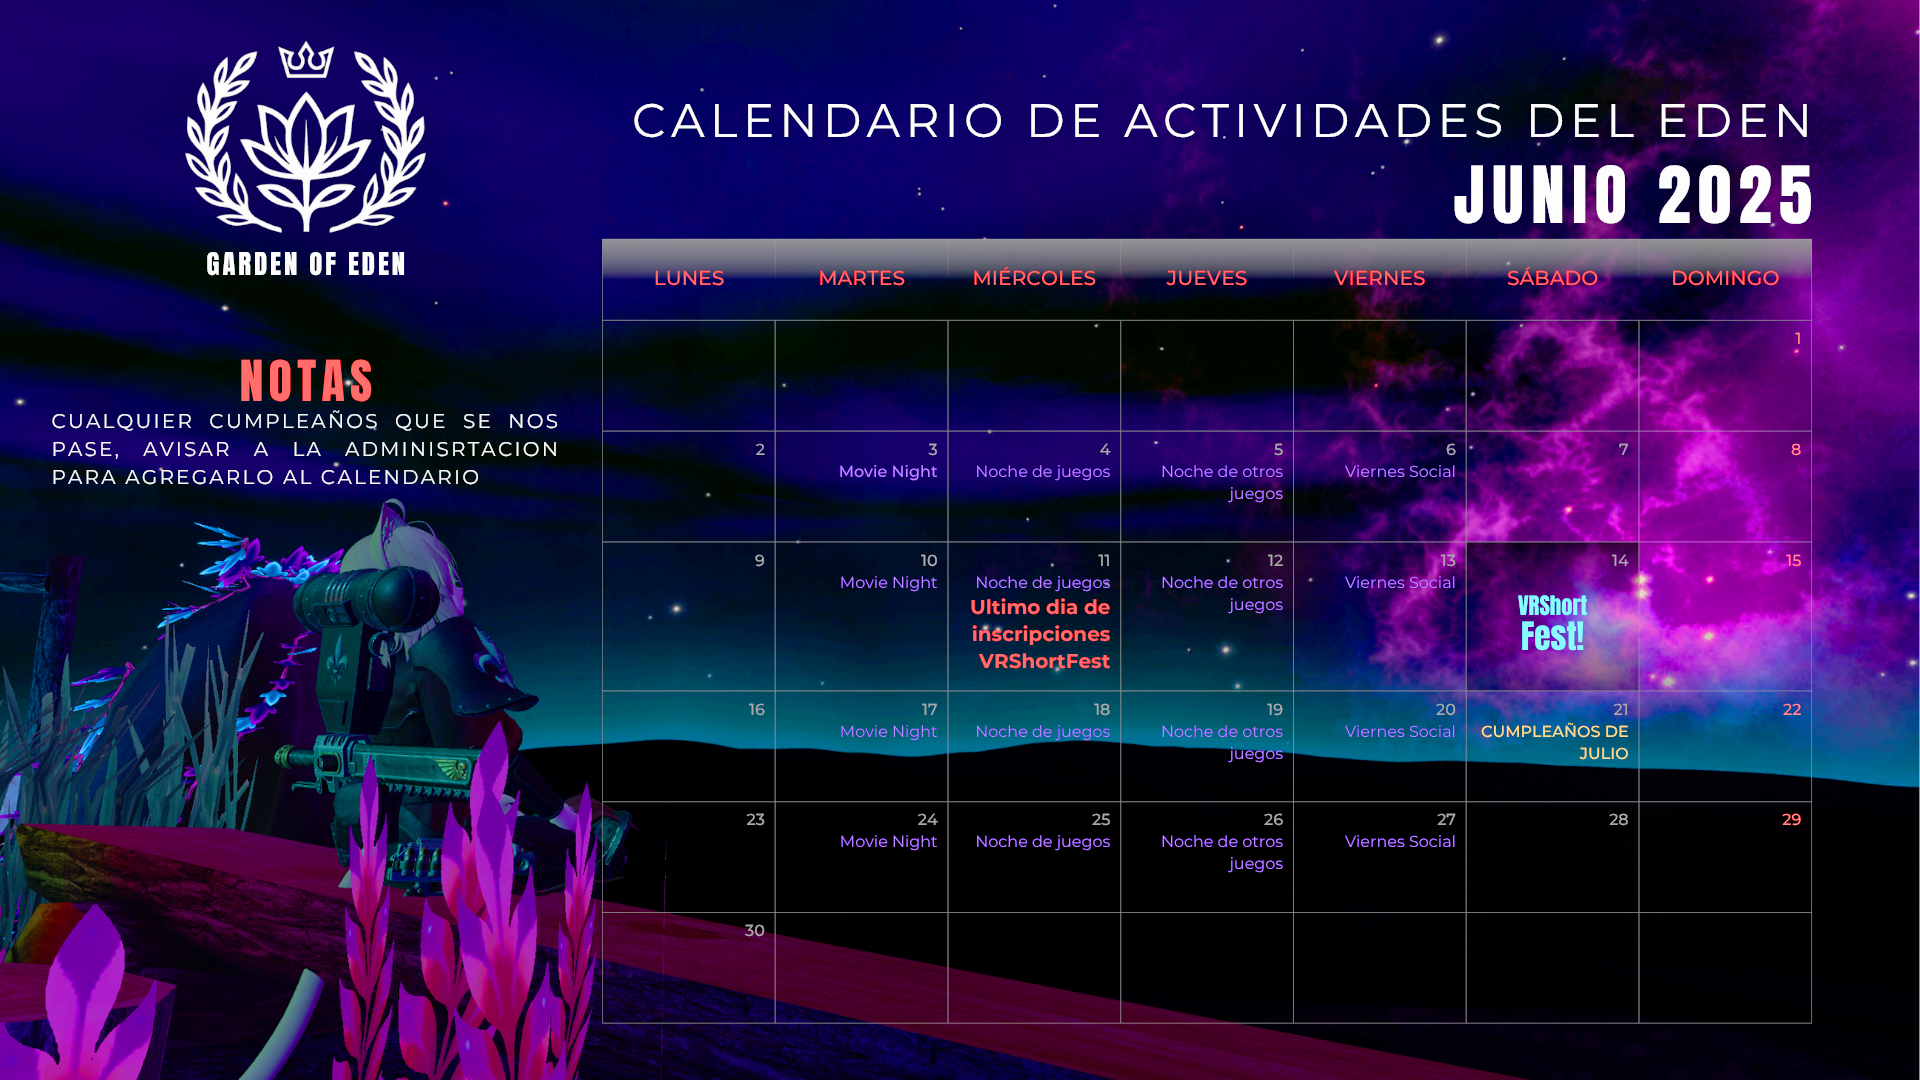 GARDEN OF EDEN
CALENDARIO DE ACTIVIDADES DEL EDEN
JUNIO 2025
NOTAS
CUALQUIER CUMPLEAÑOS QUE SE NOS
PASE, AVISAR A LA ADMINISRTACION
PARA AGREGARLO AL CALENDARIO
LUNES MARTES MIÉRCOLES JUEVES VIERNES SÁBADO DOMINGO
1
2 3 4 5 6 7 8
Movie Night Noche de juegos Noche de otros Viernes Social
juegos
9 10 11 12 13 14 15
Movie Night Noche de juegos Noche de otros Viernes Social
juegos
Ultimo dia de
inscripciones
VRShortFest
VRShort
Fest!
16 17 18 19 20 21 22
Movie Night Noche de juegos Noche de otros Viernes Social CUMPLEAÑOS DE
juegos JULIO
23 24 25 26 27 28 29
Movie Night Noche de juegos Noche de otros Viernes Social
juegos
30